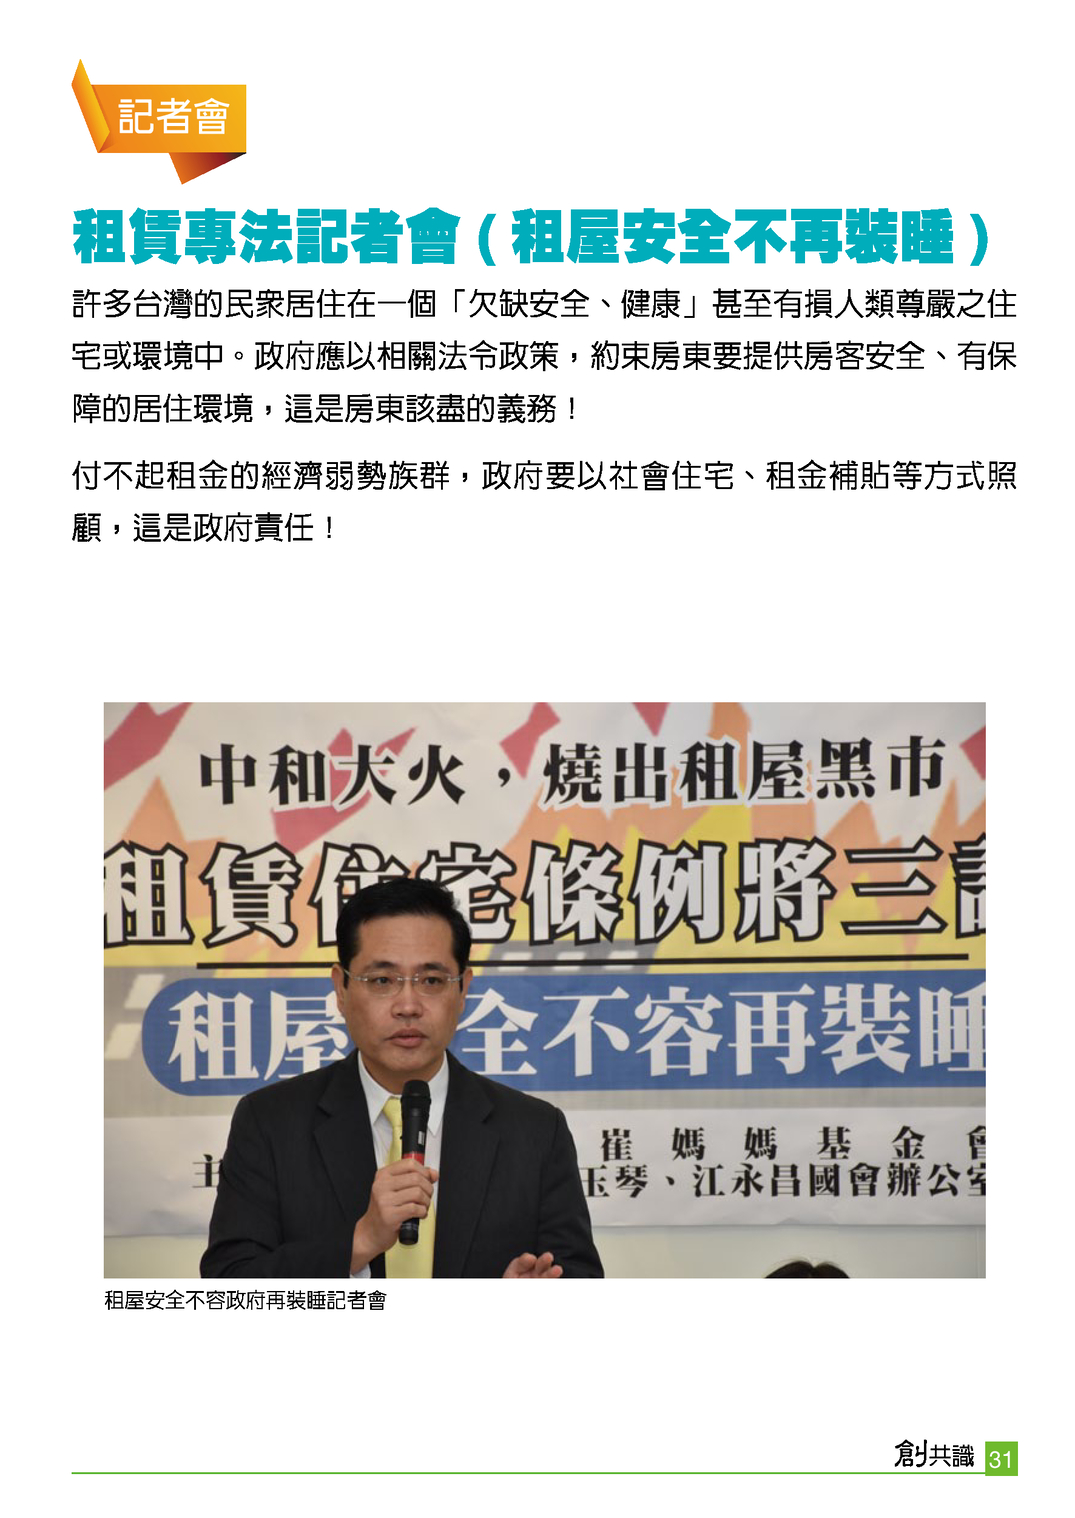 記者會
租賃專法記者會(租屋安全不再裝睡)
許多台灣的民眾居住在一個「欠缺安全、健康」甚至有損人類尊嚴之住
宅或環境中。政府應以相關法令政策，約束房東要提供房客安全、有保
障的居住環境，這是房東該盡的義務！
付不起租金的經濟弱勢族群，政府要以社會住宅、租金補貼等方式照
顧，這是政府責任！
中和大火，燒出租屋黑市
租賃住宅條例將三讀
租屋 全不容再裝睡
崔媽媽基金會
主 玉琴、江永昌國會辦公室
租屋安全不容政府再裝睡記者會
創共識 31